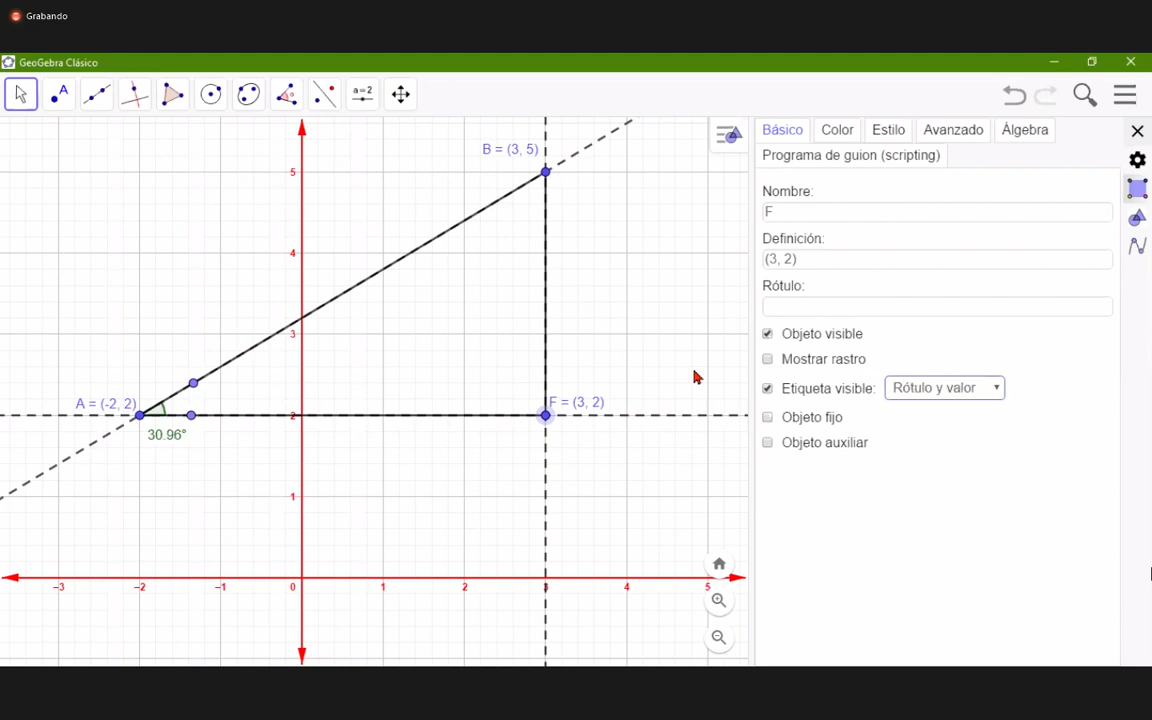 Grabando
GeoGebra Clásico
A
a=2
Básico Color Estilo Avanzado Álgebra
Programa de guion (scripting)
Nombre:
F
Definición:
(3, 2)
Rótulo:
Objeto visible
Mostrar rastro
Etiqueta visible: Rótulo y valor
Objeto fijo
Objeto auxiliar
B = (3, 5)
5
4
3
A = (-2, 2)
2
F = (3, 2)
30.96°
1
−3 −2 −1 0 1 2 3 4 5